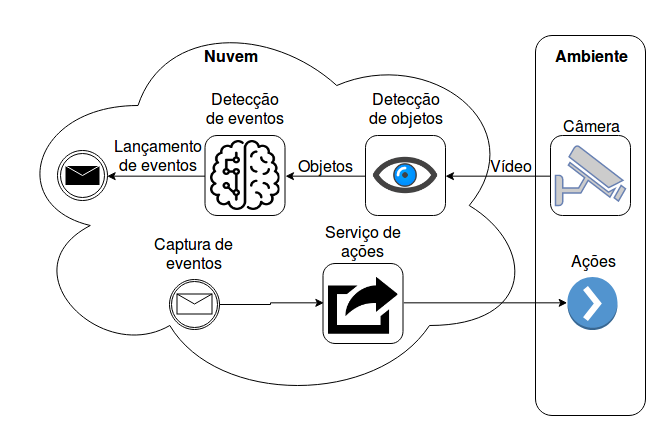 Nuvem
Ambiente
Detecção
de eventos
Detecção
de objetos
Câmera
Lançamento
de eventos
Objetos
Vídeo
Captura de
eventos
Serviço de
ações
Ações